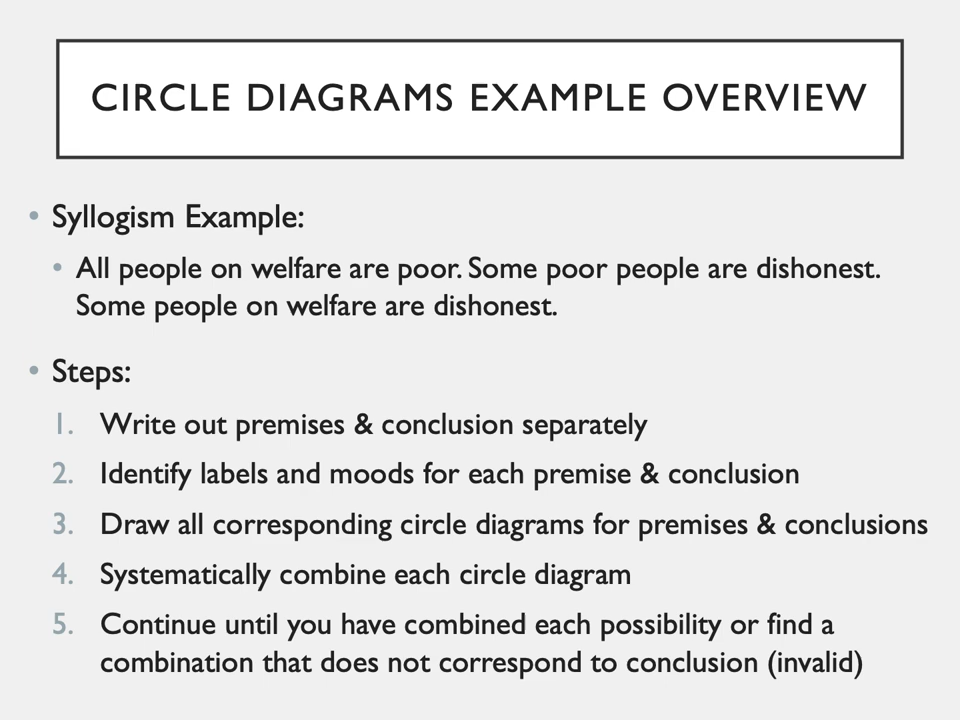 CIRCLE DIAGRAMS EXAMPLE OVERVIEW
• Syllogism Example:
• All people on welfare are poor. Some poor people are dishonest.
Some people on welfare are dishonest.
• Steps:
1. Write out premises & conclusion separately
2. Identify labels and moods for each premise & conclusion
3. Draw all corresponding circle diagrams for premises & conclusions
4. Systematically combine each circle diagram
5. Continue until you have combined each possibility or find a
combination that does not correspond to conclusion (invalid)